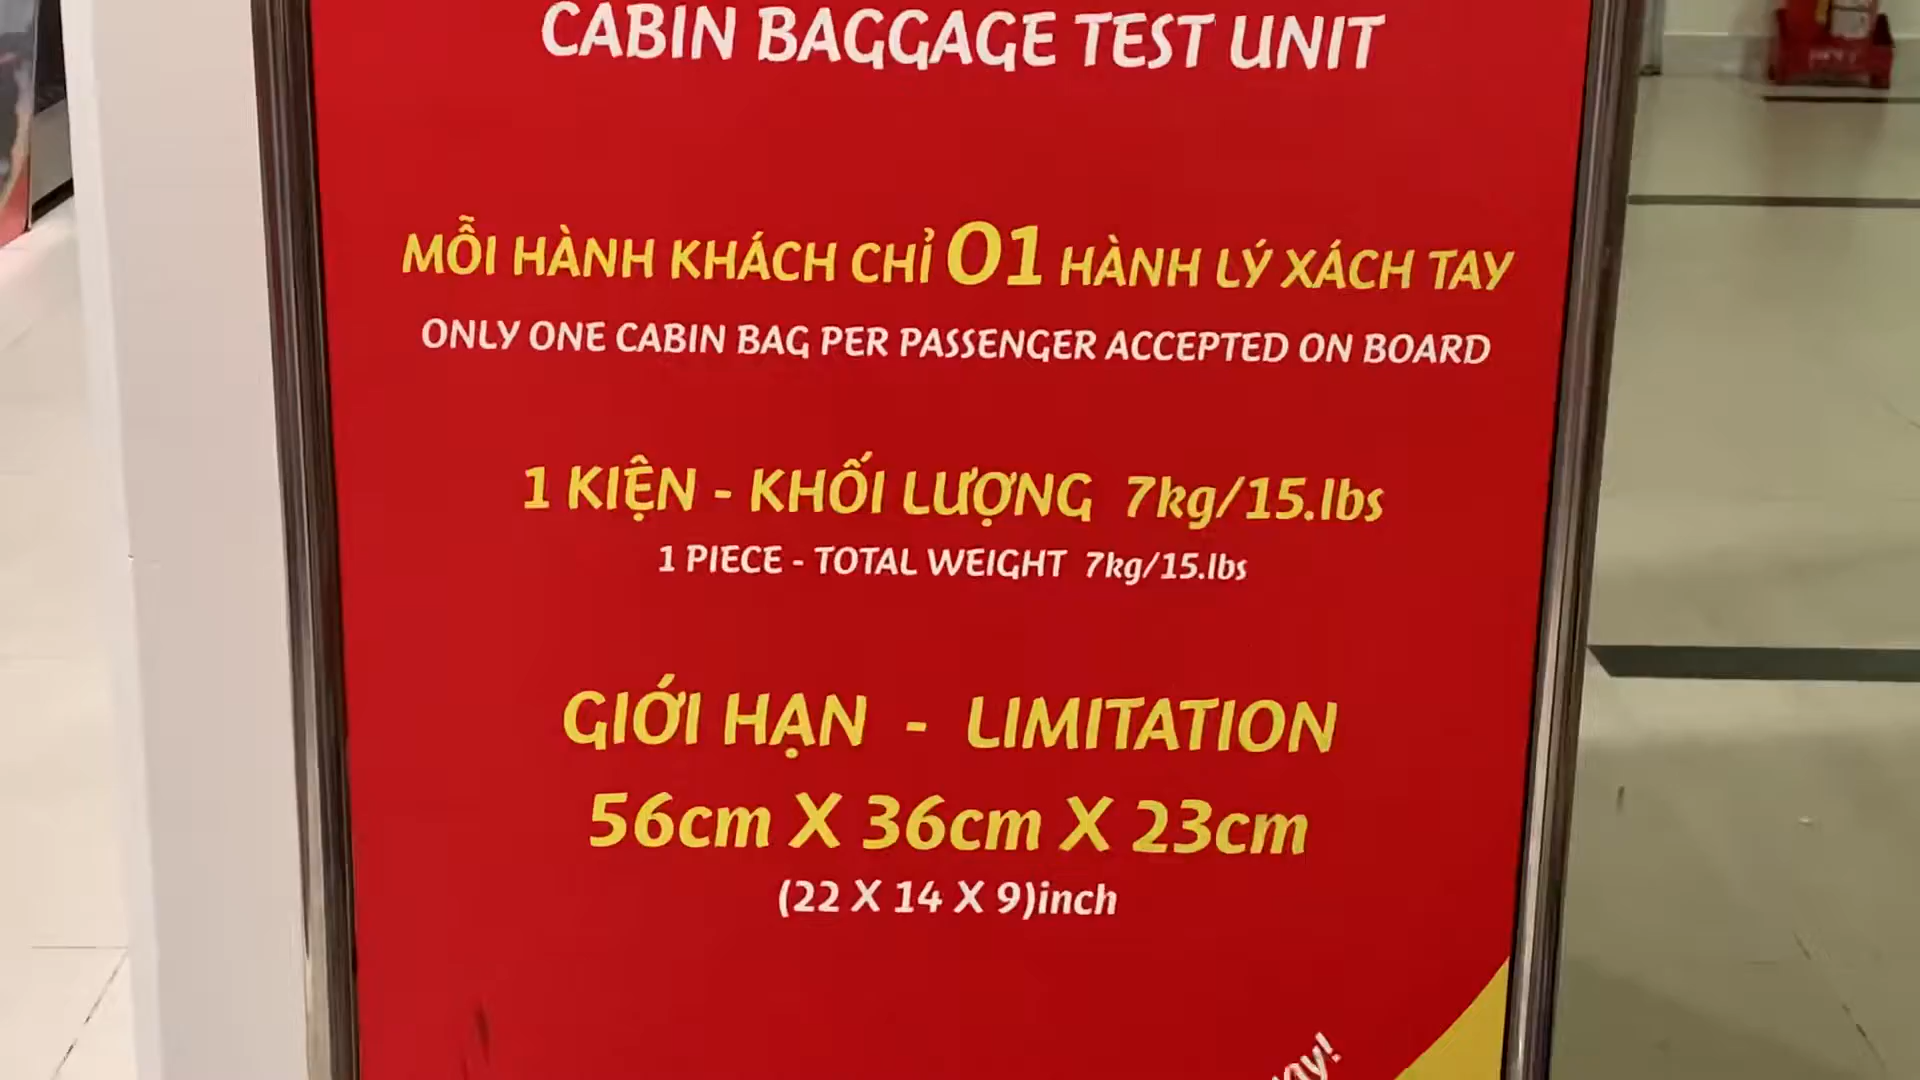 CABIN BAGGAGE TEST UNIT
MỖI HÀNH KHÁCH CHỈ 01 HÀNH LÝ XÁCH TAY
ONLY ONE CABIN BAG PER PASSENGER ACCEPTED ON BOARD
1 KIỆN - KHỐI LƯỢNG 7kg/15.lbs
1 PIECE - TOTAL WEIGHT 7kg/15.lbs
GIỚI HẠN - LIMITATION
56cm X 36cm X 23cm
(22 X 14 X 9)inch